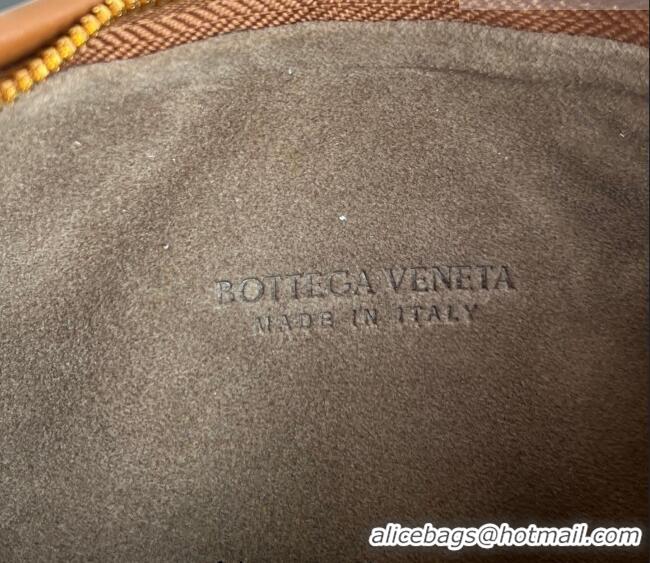 BOTTEGA VENETA
MADE IN ITALY
alicebags@hotmail.com